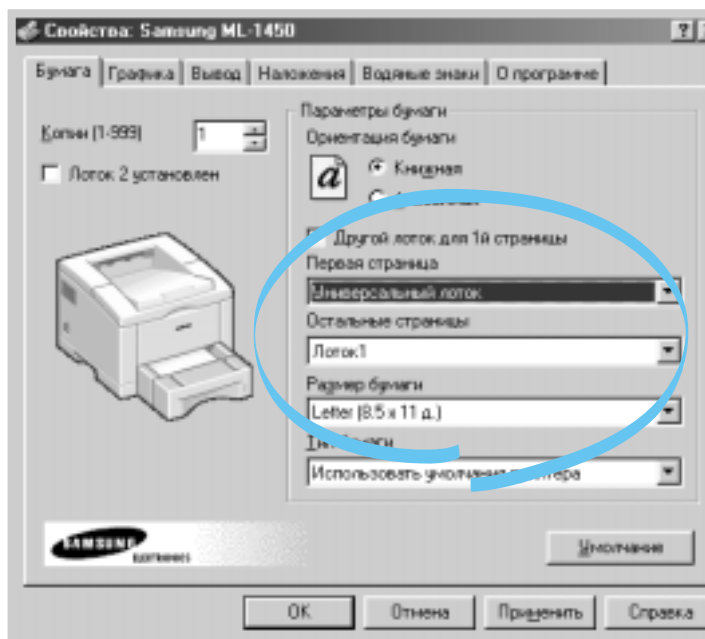 Свойства: Samsung ML-1450
Бумага Графика Вывод Наложения Водяные знаки О программе
Копии (1-999) 1
Лоток 2 установлен
Параметры бумаги
Ориентация бумаги
a Книжная
Другой лоток для 1й страницы
Первая страница
Универсальный лоток
Остальные страницы
Лоток1
Размер бумаги
Letter (8.5 x 11 д.)
Использовать умолчания
SAMSUNG
ELECTRONICS
Умолчание
OK Отмена Применить Справка